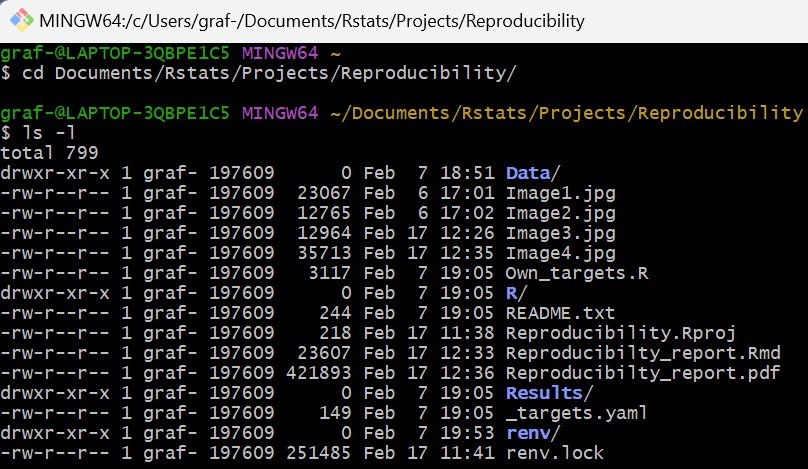 MINGW64:/c/Users/graf-/Documents/Rstats/Projects/Reproducibility
graf-@LAPTOP-3QBPE1C5 MINGW64 ~
$ cd Documents/Rstats/Projects/Reproducibility/
graf-@LAPTOP-3QBPE1C5 MINGW64 ~/Documents/Rstats/Projects/Reproducibility
$ ls -l
total 799
drwxr-xr-x 1 graf- 197609      0 Feb  7 18:51 Data/
-rw-r--r-- 1 graf- 197609  23067 Feb  6 17:01 Image1.jpg
-rw-r--r-- 1 graf- 197609  12765 Feb  6 17:02 Image2.jpg
-rw-r--r-- 1 graf- 197609  12964 Feb 17 12:26 Image3.jpg
-rw-r--r-- 1 graf- 197609  35713 Feb 17 12:35 Image4.jpg
-rw-r--r-- 1 graf- 197609   3117 Feb  7 19:05 Own_targets.R
drwxr-xr-x 1 graf- 197609      0 Feb  7 19:05 R/
-rw-r--r-- 1 graf- 197609    244 Feb  7 19:05 README.txt
-rw-r--r-- 1 graf- 197609    218 Feb 17 11:38 Reproducibility.Rproj
-rw-r--r-- 1 graf- 197609  23607 Feb 17 12:33 Reproducibilty_report.Rmd
-rw-r--r-- 1 graf- 197609 421893 Feb 17 12:36 Reproducibilty_report.pdf
drwxr-xr-x 1 graf- 197609      0 Feb  7 19:05 Results/
-rw-r--r-- 1 graf- 197609    149 Feb  7 19:05 _targets.yaml
drwxr-xr-x 1 graf- 197609      0 Feb  7 19:53 renv/
-rw-r--r-- 1 graf- 197609 251485 Feb 17 11:41 renv.lock